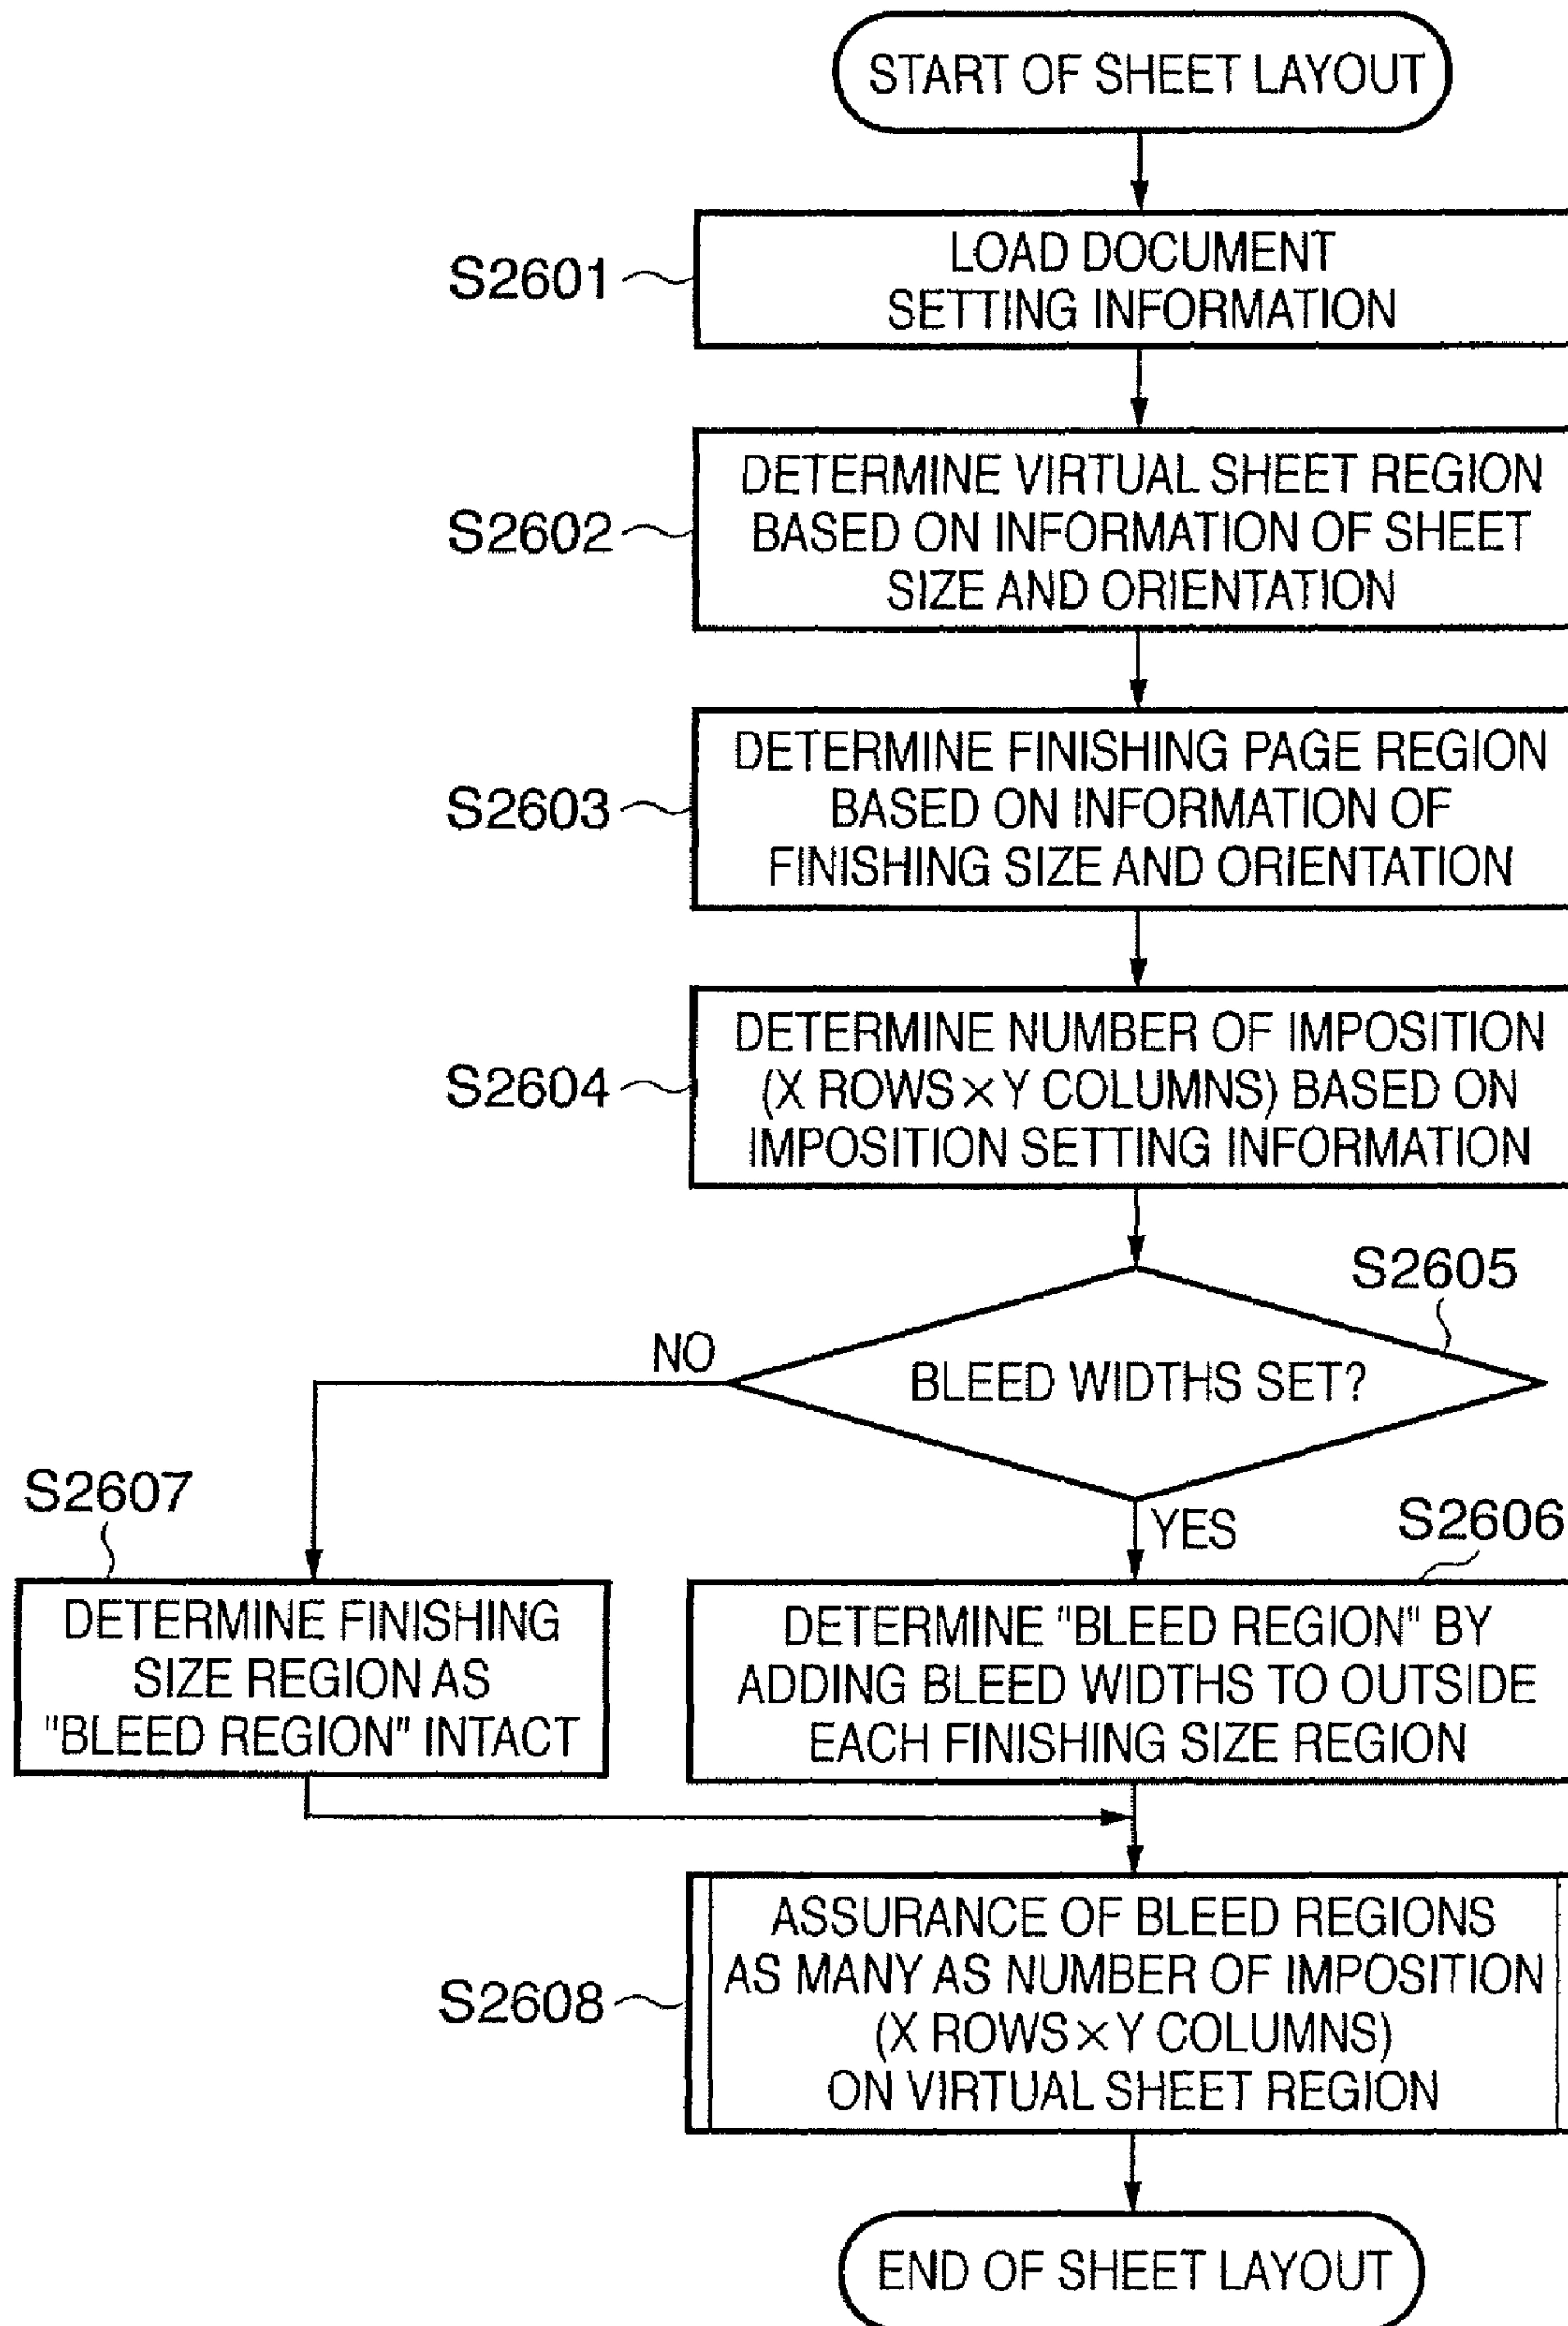 START OF SHEET LAYOUT
S2601
LOAD DOCUMENT
SETTING INFORMATION
S2602
DETERMINE VIRTUAL SHEET REGION
BASED ON INFORMATION OF SHEET
SIZE AND ORIENTATION
S2603
DETERMINE FINISHING PAGE REGION
BASED ON INFORMATION OF
FINISHING SIZE AND ORIENTATION
S2604
DETERMINE NUMBER OF IMPOSITION
(X ROWS × Y COLUMNS) BASED ON
IMPOSITION SETTING INFORMATION
S2605
BLEED WIDTHS SET?
NO
YES
S2607
DETERMINE FINISHING
SIZE REGION AS
"BLEED REGION" INTACT
S2606
DETERMINE "BLEED REGION" BY
ADDING BLEED WIDTHS TO OUTSIDE
EACH FINISHING SIZE REGION
S2608
ASSURANCE OF BLEED REGIONS
AS MANY AS NUMBER OF IMPOSITION
(X ROWS × Y COLUMNS)
ON VIRTUAL SHEET REGION
END OF SHEET LAYOUT